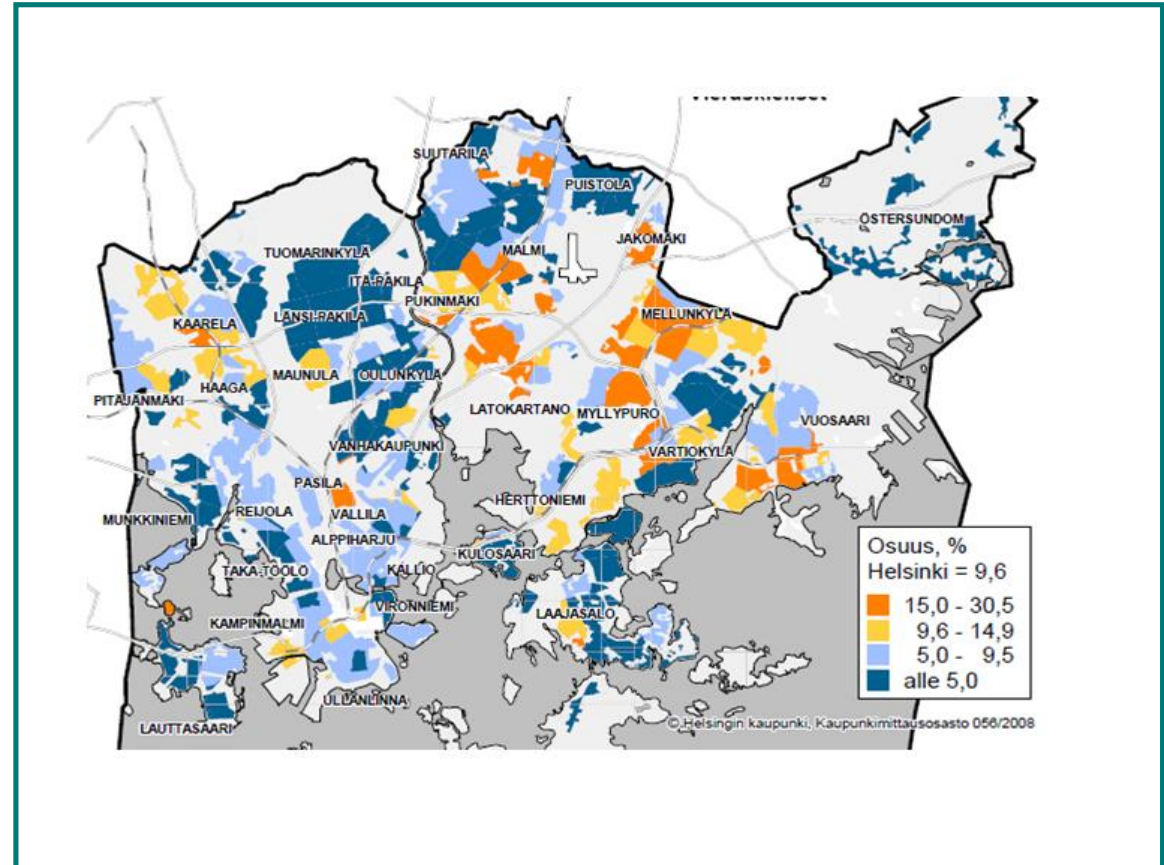 Vieraskieliset
SUUTARILA
PUISTOLA
ÖSTERSUNDOM
JAKOMÄKI
MALMI
TUOMARINKYLÄ
ITÄ-PAKILA
PUKINMÄKI
LÄNSI-PAKILA
MELLUNKYLÄ
KAARELA
MAUNULA
OULUNKYLÄ
HAAGA
PITÄJÄNMÄKI
LATOKARTANO
MYLLYPURO
VUOSAARI
VANHAKAUPUNKI
VARTIOKYLÄ
PASILA
HERTTONIEMI
REIJOLA
VALLILA
MUNKKINIEMI
ALPPIHARJU
KULOSAARI
TAKA-TÖÖLÖ
KALLIO
VIRONNIEMI
LAAJASALO
KAMPINMALMI
ULLANLINNA
LAUTTASAARI
Osuus, %
Helsinki = 9,6
15,0 - 30,5
9,6 - 14,9
5,0 - 9,5
alle 5,0
© Helsingin kaupunki, Kaupunkimittausosasto 056/2008